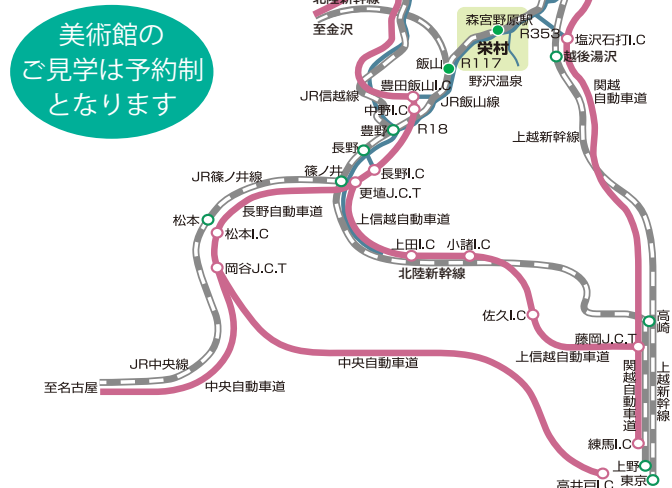 美術館の
ご見学は予約制
となります
北陸新幹線
至金沢
森宮野原駅
R353
栄村
塩沢石打I.C
越後湯沢
飯山
R117
野沢温泉
豊田飯山I.C
JR信越線
JR飯山線
中野I.C
関越
自動車道
豊野
R18
上越新幹線
長野
JR篠ノ井線
篠ノ井
長野I.C
更埴J.C.T
長野自動車道
上信越自動車道
松本
松本I.C
上田I.C
小諸I.C
岡谷J.C.T
北陸新幹線
佐久I.C
高崎
藤岡J.C.T
上信越自動車道
JR中央線
中央自動車道
関越自動車道
上越新幹線
至名古屋
中央自動車道
練馬I.C
上野
高井戸I.C
東京